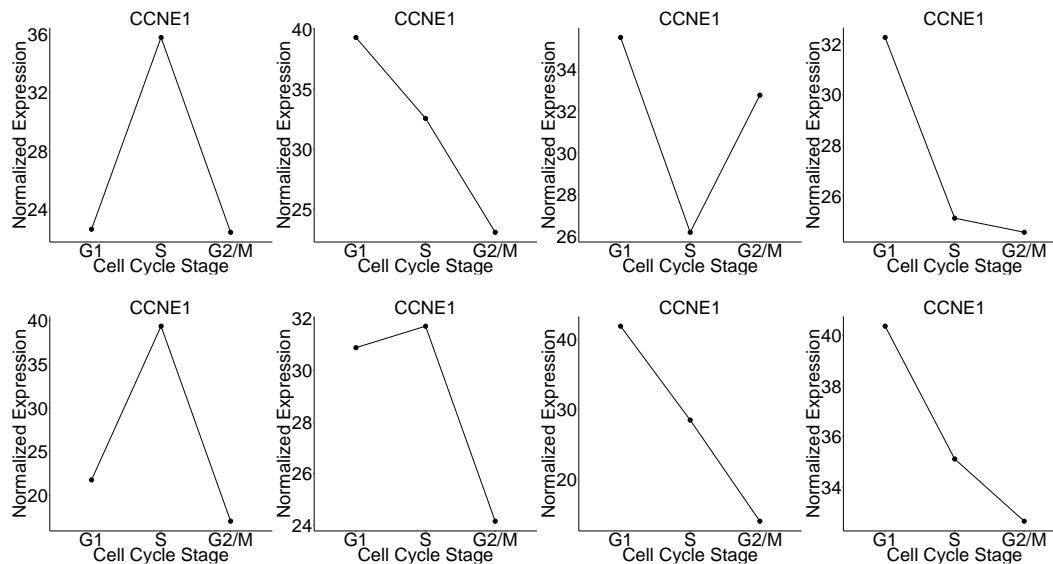 CCNE1
Normalized Expression
36
32
28
24
G1
S
G2/M
Cell Cycle Stage
CCNE1
Normalized Expression
40
35
30
25
G1
S
G2/M
Cell Cycle Stage
CCNE1
Normalized Expression
34
32
30
28
26
G1
S
G2/M
Cell Cycle Stage
CCNE1
Normalized Expression
32
30
28
26
G1
S
G2/M
Cell Cycle Stage
CCNE1
Normalized Expression
40
35
30
25
20
G1
S
G2/M
Cell Cycle Stage
CCNE1
Normalized Expression
32
30
28
26
24
G1
S
G2/M
Cell Cycle Stage
CCNE1
Normalized Expression
40
30
20
G1
S
G2/M
Cell Cycle Stage
CCNE1
Normalized Expression
40
38
36
34
G1
S
G2/M
Cell Cycle Stage